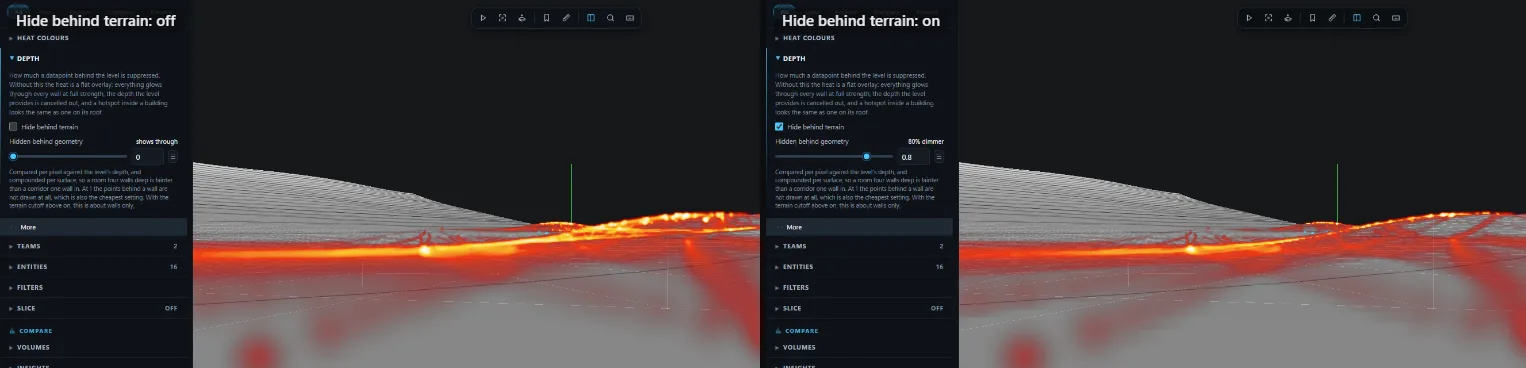 Hide behind terrain: off
HEAT COLOURS
DEPTH
How much a datapoint behind the level is suppressed.
Without this the heat is a flat overlay: everything glows
through every wall at full strength, the depth the level
provides is cancelled out, and a hotspot inside a building
looks the same as one on its roof
Hide behind terrain
Hidden behind geometry shows through
0
Compared per pixel against the level's depth, and
compounded per surface, so a room four walls deep is fainter
than a corridor one wall in. At 1 the points behind a wall are
not drawn at all, which is also the cheapest setting. With the
terrain cutoff above on, this is about walls only.
More
TEAMS 2
ENTITIES 16
FILTERS
SLICE OFF
COMPARE
VOLUMES
INSIGHTS
Hide behind terrain: on
HEAT COLOURS
DEPTH
How much a datapoint behind the level is suppressed.
Without this the heat is a flat overlay: everything glows
through every wall at full strength, the depth the level
provides is cancelled out, and a hotspot inside a building
looks the same as one on its roof
Hide behind terrain
Hidden behind geometry 80% dimmer
0.8
Compared per pixel against the level's depth, and
compounded per surface, so a room four walls deep is fainter
than a corridor one wall in. At 1 the points behind a wall are
not drawn at all, which is also the cheapest setting. With the
terrain cutoff above on, this is about walls only.
More
TEAMS 2
ENTITIES 16
FILTERS
SLICE OFF
COMPARE
VOLUMES